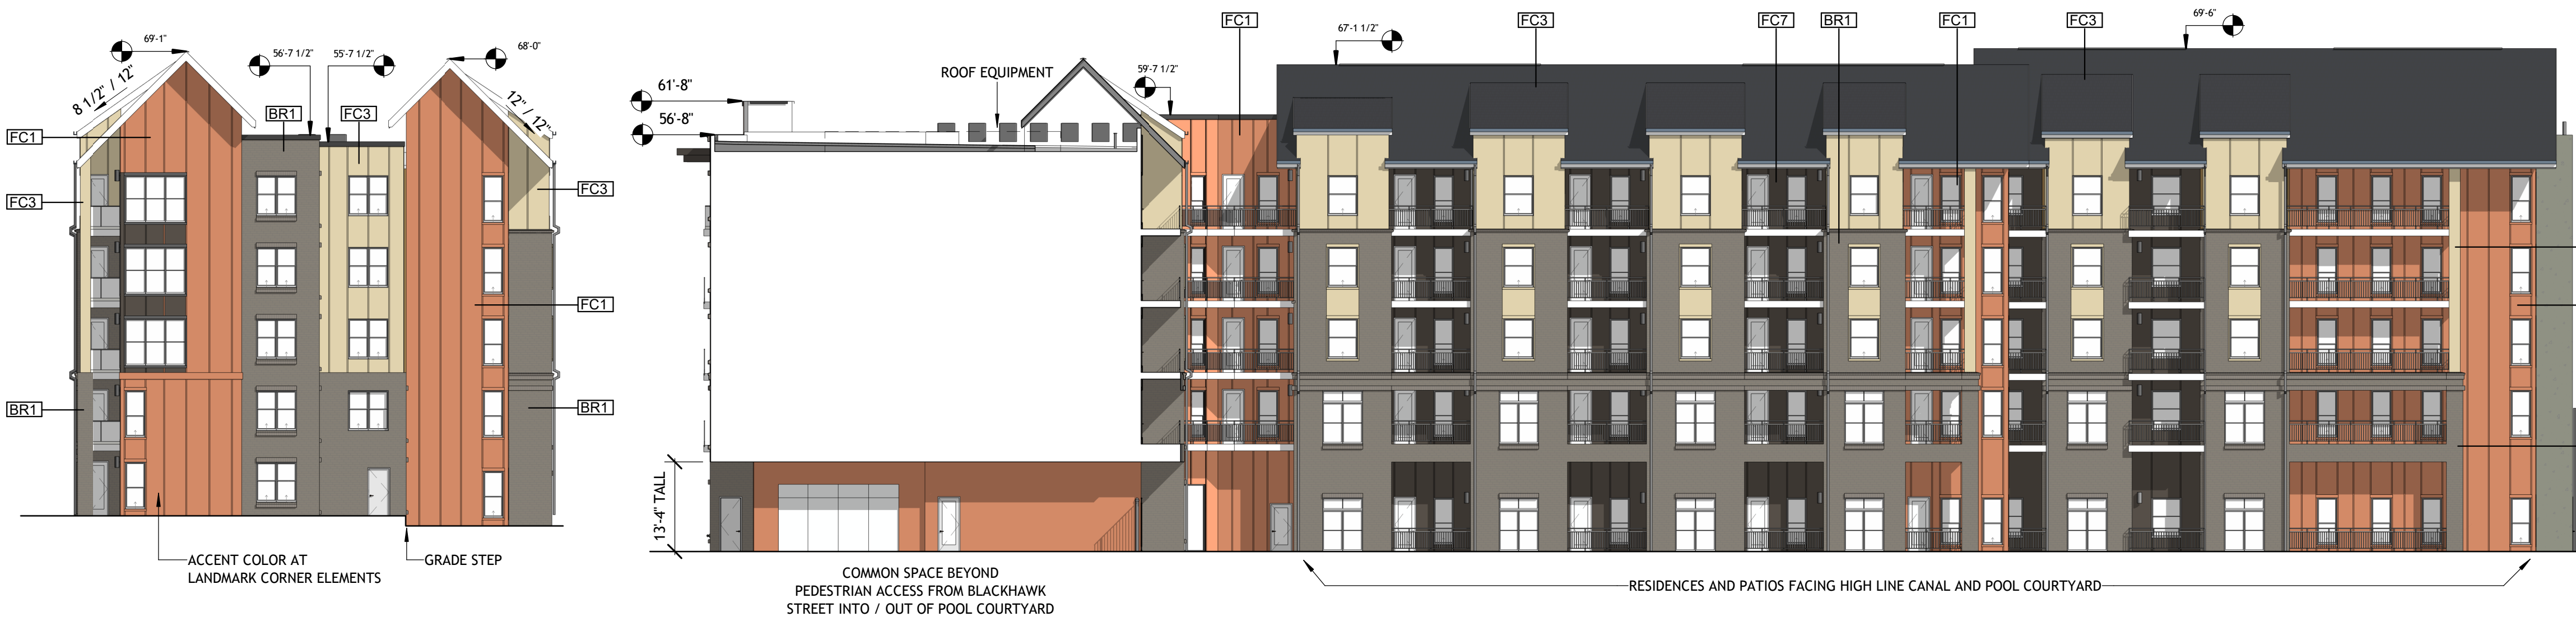 69'-1"
56'-7 1/2"
55'-7 1/2"
68'-0"
8 1/2" / 12"
12" / 12"
BR1
FC3
FC1
FC3
FC3
FC1
BR1
BR1
ACCENT COLOR AT
LANDMARK CORNER ELEMENTS
GRADE STEP
FC1
67'-1 1/2"
FC3
FC7
BR1
FC1
FC3
69'-6"
61'-8"
56'-8"
ROOF EQUIPMENT
59'-7 1/2"
13'-4" TALL
COMMON SPACE BEYOND
PEDESTRIAN ACCESS FROM BLACKHAWK
STREET INTO / OUT OF POOL COURTYARD
RESIDENCES AND PATIOS FACING HIGH LINE CANAL AND POOL COURTYARD